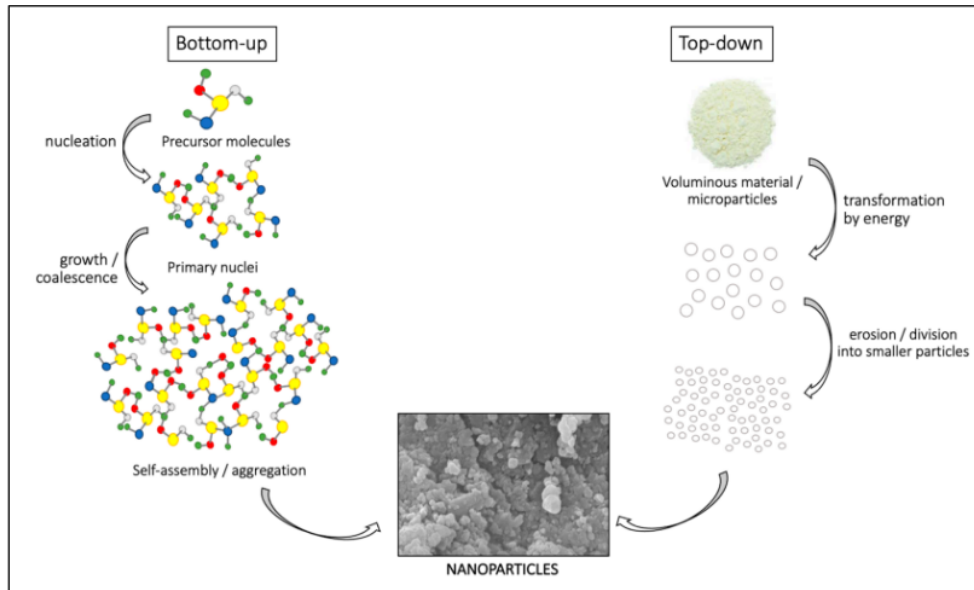 Bottom-up
Precursor molecules
nucleation
Primary nuclei
growth /
coalescence
Self-assembly / aggregation
Top-down
Voluminous material /
microparticles
transformation
by energy
erosion / division
into smaller particles
NANOPARTICLES